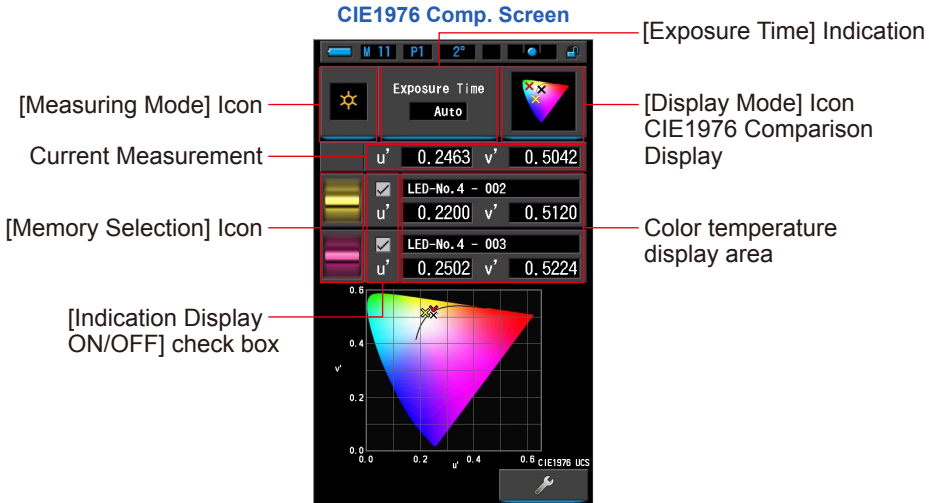 CIE1976 Comp. Screen
[Exposure Time] Indication
M 11 P1 2°
[Measuring Mode] Icon
Exposure Time
Auto
[Display Mode] Icon
CIE1976 Comparison
Display
Current Measurement
u' 0.2463 v' 0.5042
LED-No.4 - 002
u' 0.2200 v' 0.5120
[Memory Selection] Icon
LED-No.4 - 003
u' 0.2502 v' 0.5224
Color temperature
display area
[Indication Display
ON/OFF] check box
0.6
0.4
v'
0.2
0.0
0.0 0.2 u' 0.4 0.6 CIE1976 UCS